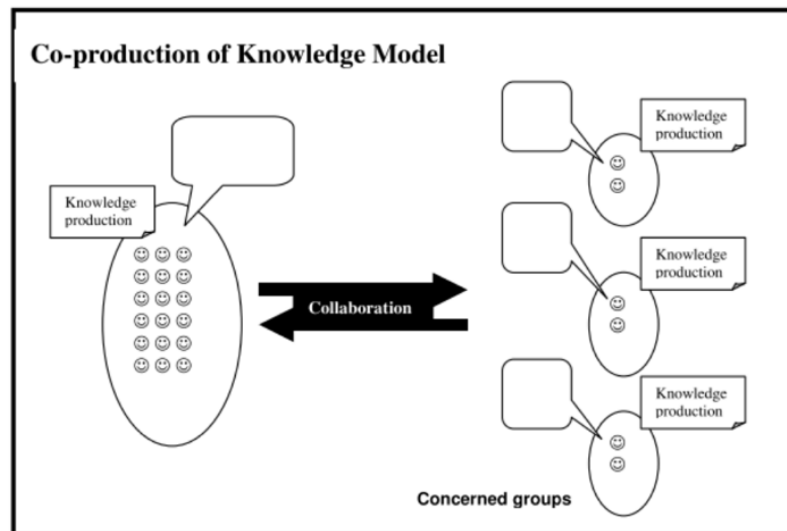 Co-production of Knowledge Model
Knowledge
production
Knowledge
production
Collaboration
Knowledge
production
Knowledge
production
Concerned groups